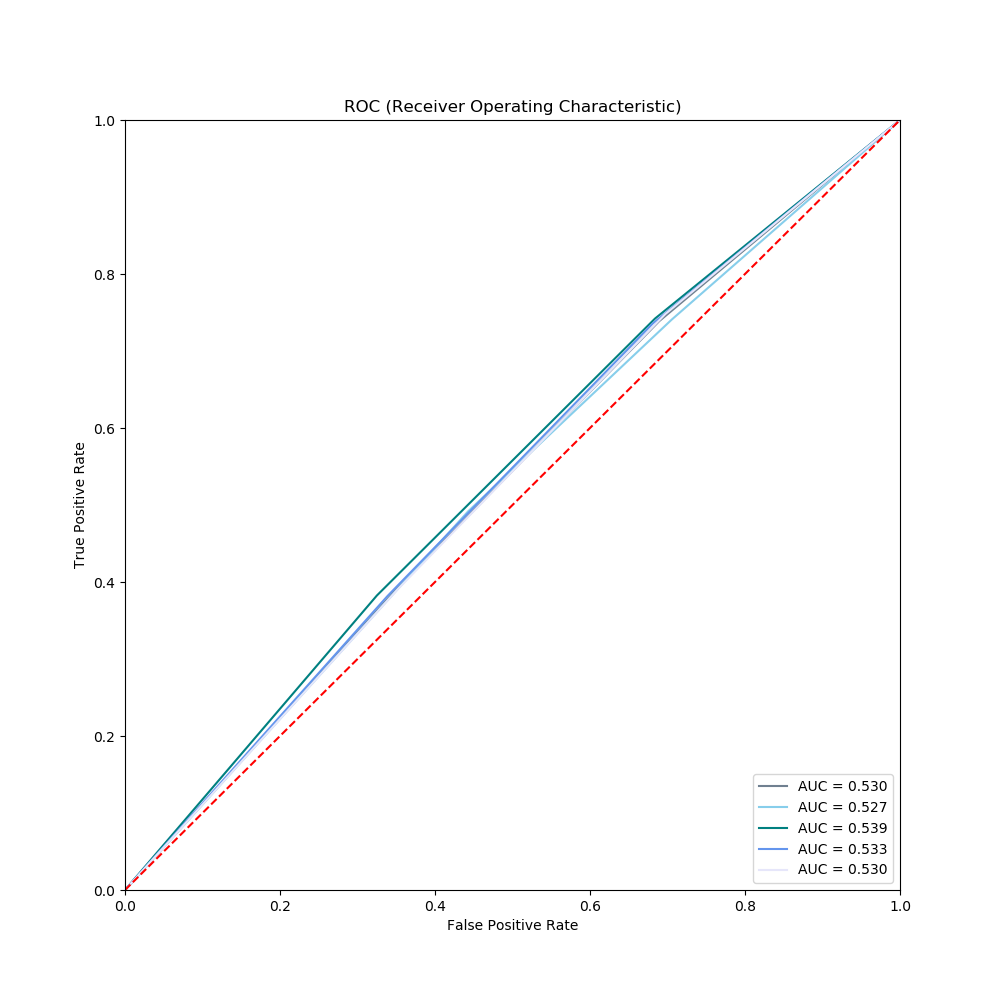 ROC (Receiver Operating Characteristic)
1.0
0.8
0.6
0.4
0.2
0.0
True Positive Rate
0.0 0.2 0.4 0.6 0.8 1.0
False Positive Rate
AUC = 0.530
AUC = 0.527
AUC = 0.539
AUC = 0.533
AUC = 0.530